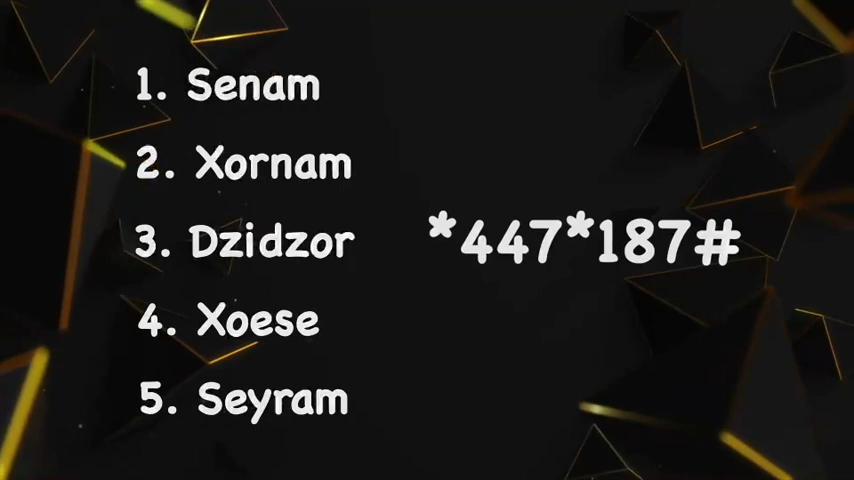 1. Senam
2. Xornam
3. Dzidzor
*447*187#
4. Xoese
5. Seyram